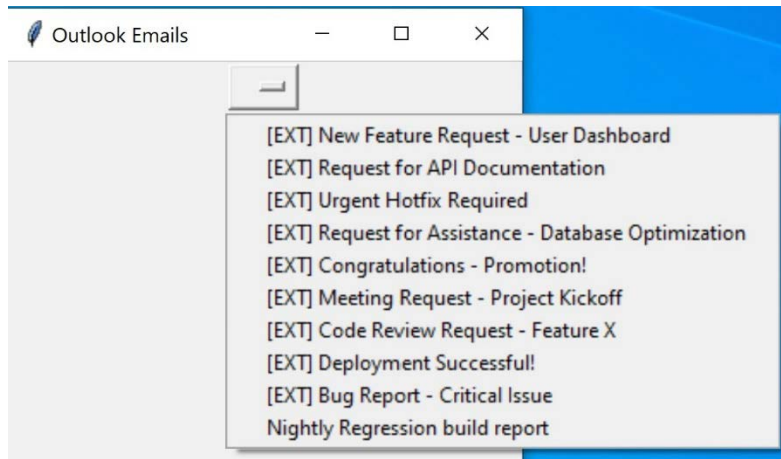 Outlook Emails
[EXT] New Feature Request - User Dashboard
[EXT] Request for API Documentation
[EXT] Urgent Hotfix Required
[EXT] Request for Assistance - Database Optimization
[EXT] Congratulations - Promotion!
[EXT] Meeting Request - Project Kickoff
[EXT] Code Review Request - Feature X
[EXT] Deployment Successful!
[EXT] Bug Report - Critical Issue
Nightly Regression build report